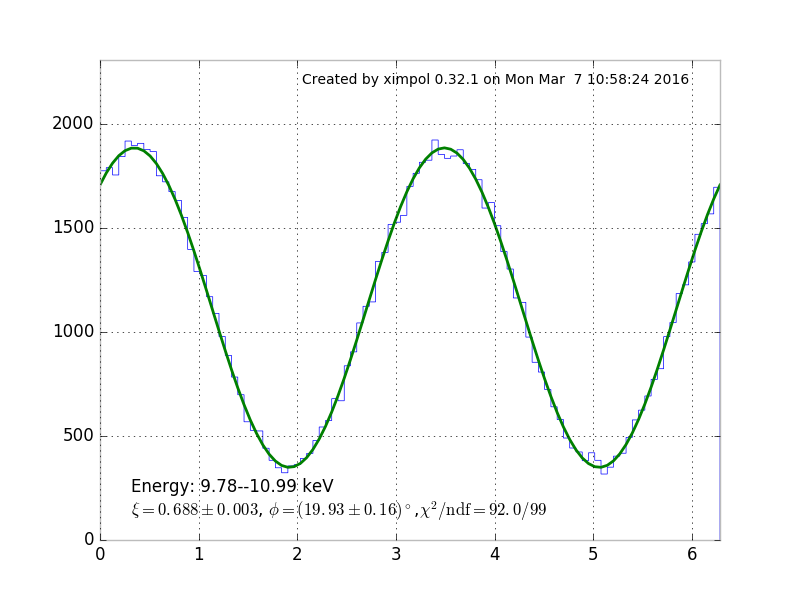 Created by ximpol 0.32.1 on Mon Mar  7 10:58:24 2016
2000
1500
1000
500
0
Energy: 9.78--10.99 keV
ξ = 0.688 ± 0.003, ϕ = (19.93 ± 0.16)°, χ²/ndf = 92.0/99
0 1 2 3 4 5 6